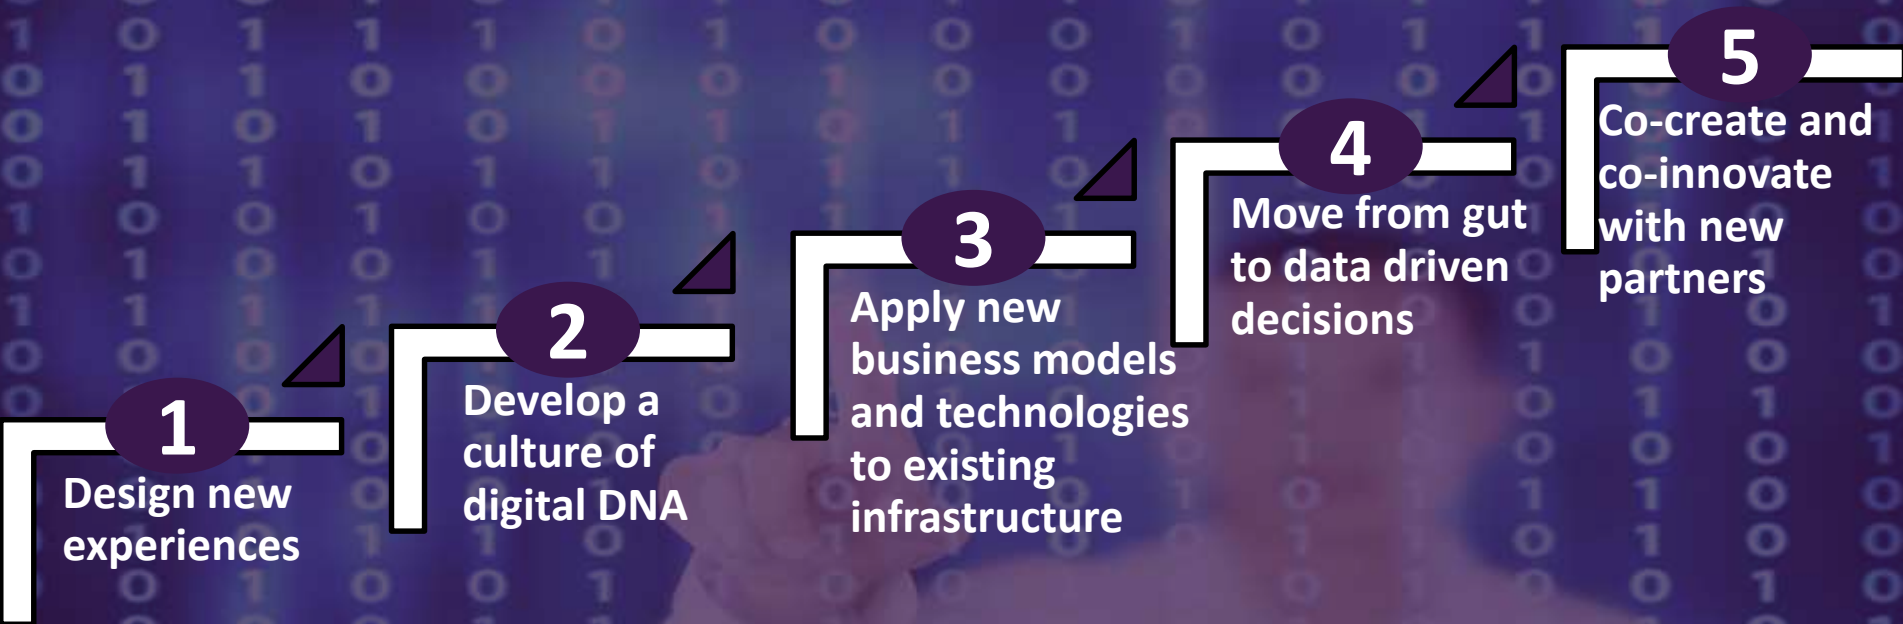 1
Design new
experiences
2
Develop a
culture of
digital DNA
3
Apply new
business models
and technologies
to existing
infrastructure
4
Move from gut
to data driven
decisions
5
Co-create and
co-innovate
with new
partners